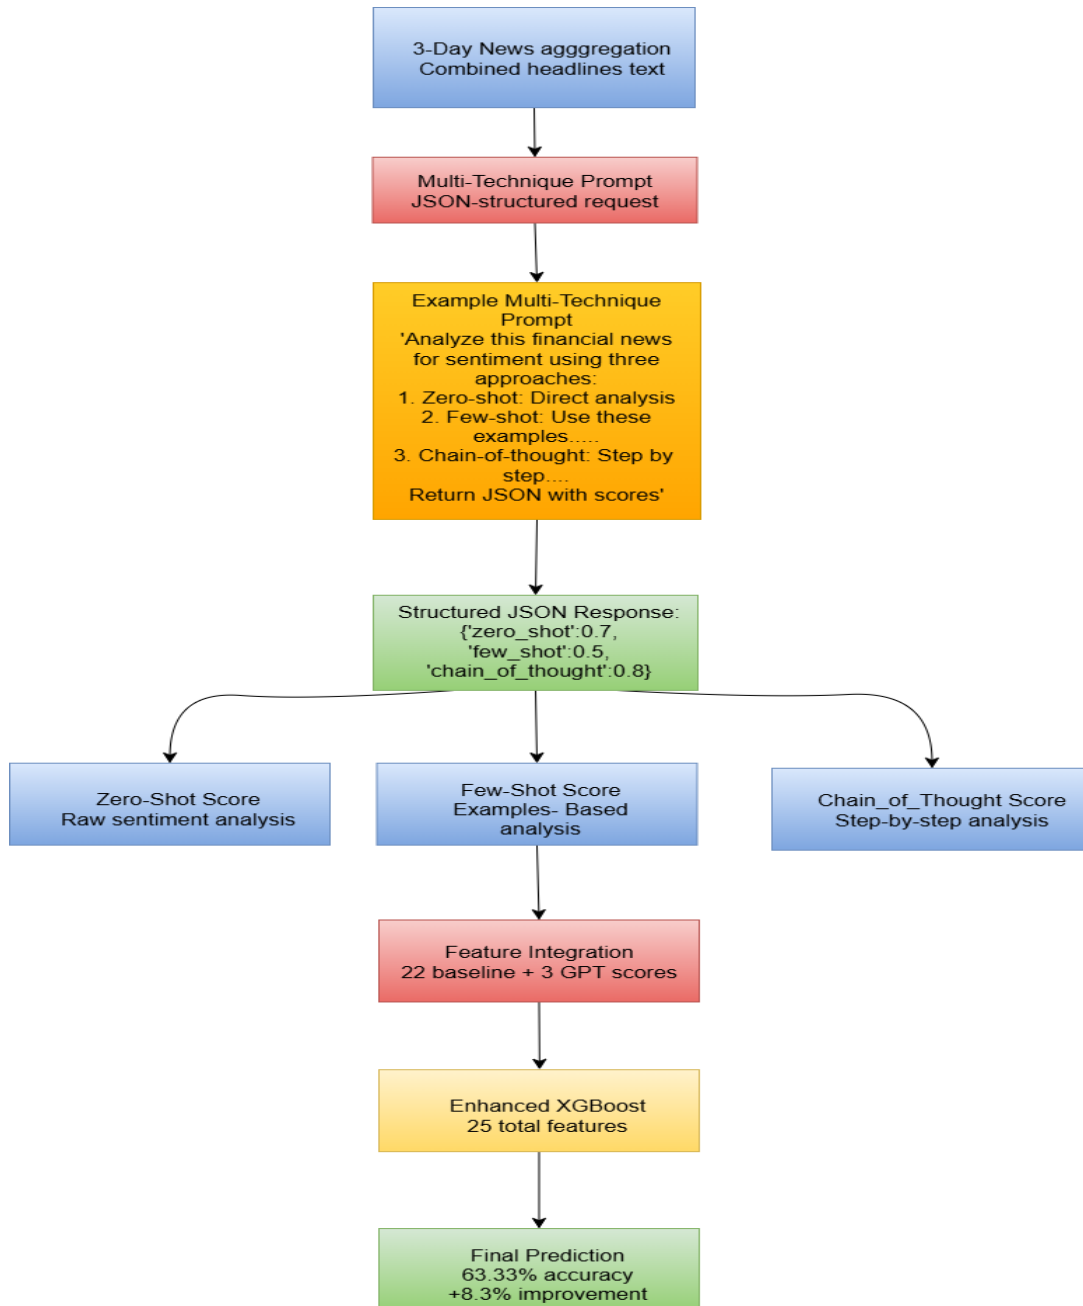 3-Day News agggregation
Combined headlines text
Multi-Technique Prompt
JSON-structured request
Example Multi-Technique
Prompt
'Analyze this financial news
for sentiment using three
approaches:
1. Zero-shot: Direct analysis
2. Few-shot: Use these
examples.....
3. Chain-of-thought: Step by
step....
Return JSON with scores'
Structured JSON Response:
{'zero_shot':0.7,
'few_shot':0.5,
'chain_of_thought':0.8}
Zero-Shot Score
Raw sentiment analysis
Few-Shot Score
Examples- Based
analysis
Chain_of_Thought Score
Step-by-step analysis
Feature Integration
22 baseline + 3 GPT scores
Enhanced XGBoost
25 total features
Final Prediction
63.33% accuracy
+8.3% improvement